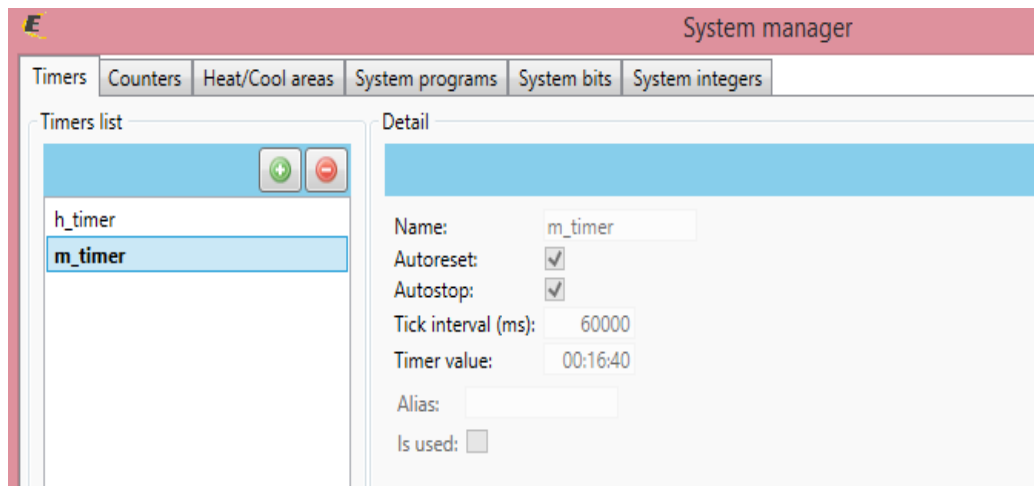 E
System manager
Timers Counters Heat/Cool areas System programs System bits System integers
Timers list
h_timer
m_timer
Detail
Name: m_timer
Autoreset:
Autostop:
Tick interval (ms): 60000
Timer value: 00:16:40
Alias:
Is used: